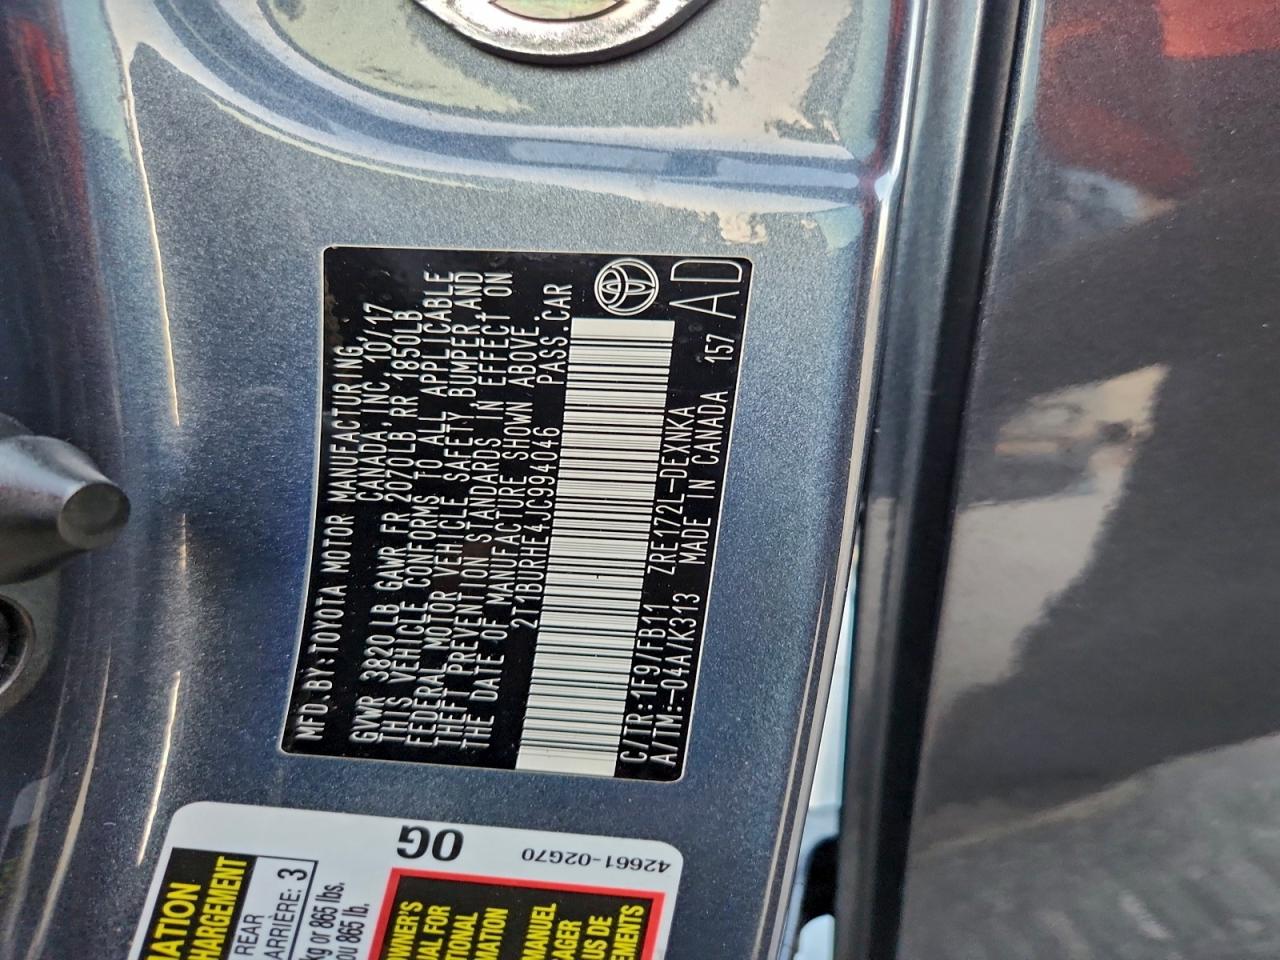 MFD.BY:TOYOTA MOTOR MANUFACTURING
CANADA,INC. 10/17
GVWR 3820 LB GAWR FR 2070LB RR 1850LB
THIS VEHICLE CONFORMS TO ALL APPLICABLE
FEDERAL MOTOR VEHICLE SAFETY, BUMPER, AND
THEFT PREVENTION STANDARDS IN EFFECT ON
THE DATE OF MANUFACTURE SHOWN ABOVE.
2T1BURHE4JC994046 PASS.CAR
C/TR:1F9/FB11 ZRE172L-DEXNKA
A/TM:-04A/K313 MADE IN CANADA 157 AD
OG
42661-02G70
ATION
HARGEMENT
REAR
ARRIÈRE: 3
kg or 865 lbs.
ou 865 lb.
OWNER'S
UAL FOR
TIONAL
MATION
MANUEL
AGER
US DE
EMENTS